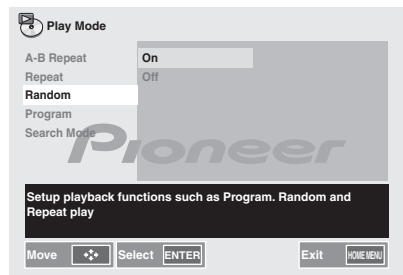 Play Mode
A-B Repeat
On
Repeat
Off
Random
Program
Search Mode
Pioneer
Setup playback functions such as Program. Random and
Repeat play
Move
Select ENTER
Exit HOME MENU